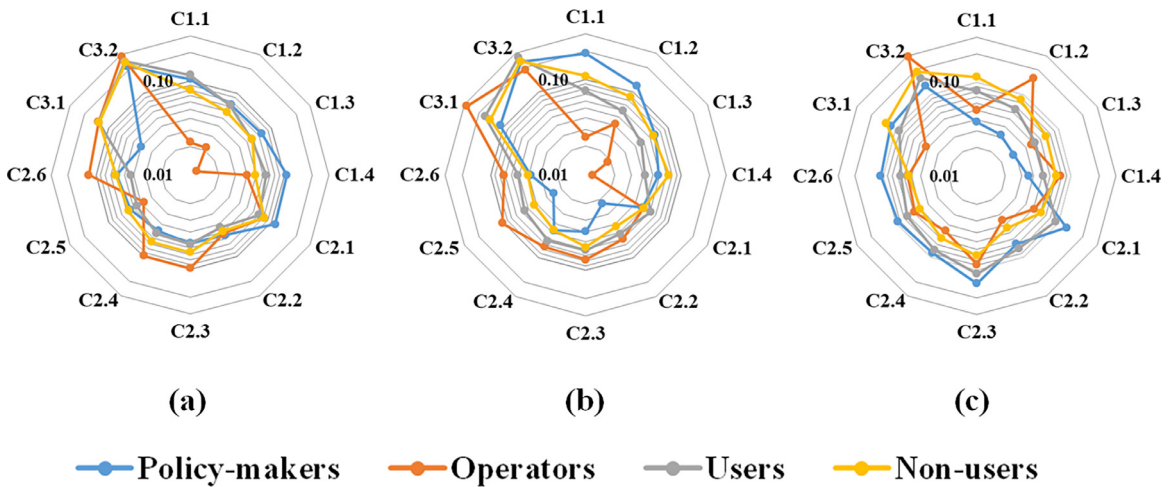 C1.1 C1.1 C1.1
C3.2 C1.2 C3.2 C1.2 C3.2 C1.2
0.10 0.10 0.10
C3.1 C1.3 C3.1 C1.3 C3.1 C1.3
C2.6 0.01 C1.4 C2.6 0.01 C1.4 C2.6 0.01 C1.4
C2.5 C2.1 C2.5 C2.1 C2.5 C2.1
C2.4 C2.2 C2.4 C2.2 C2.4 C2.2
C2.3 C2.3 C2.3
(a) (b) (c)
Policy-makers Operators Users Non-users